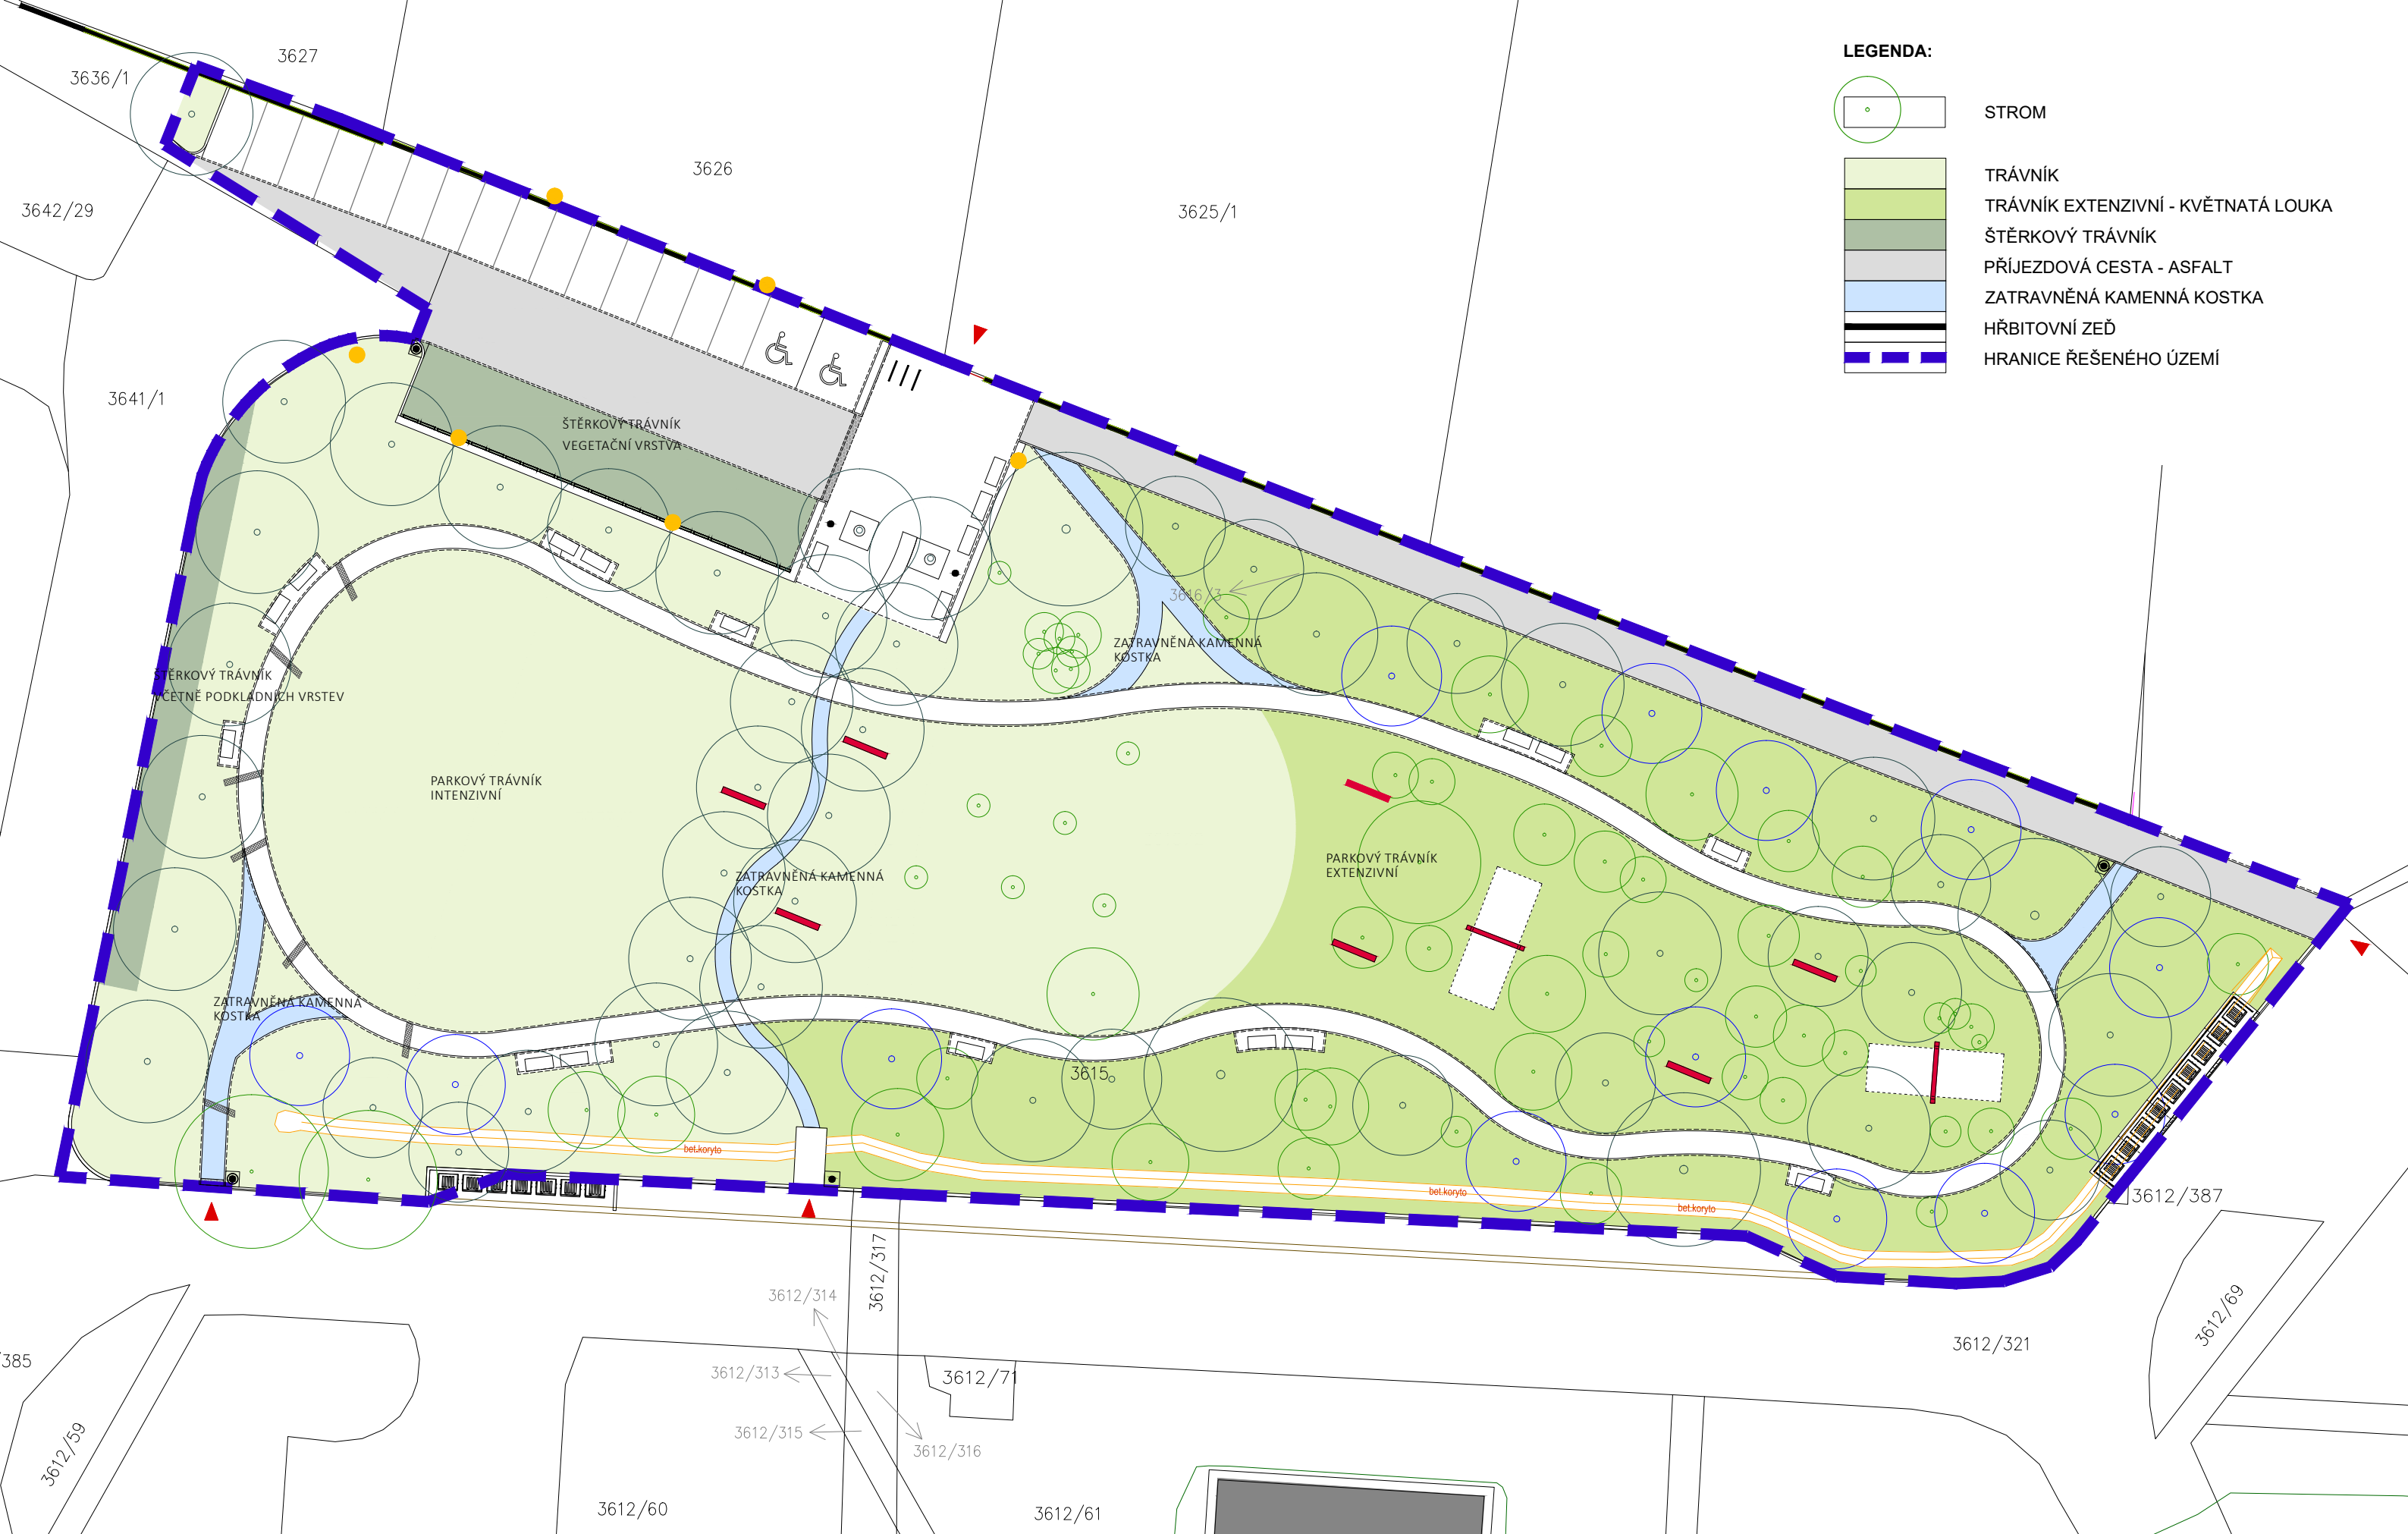 LEGENDA:
STROM
TRÁVNÍK
TRÁVNÍK EXTENZIVNÍ - KVĚTNATÁ LOUKA
ŠTĚRKOVÝ TRÁVNÍK
PŘÍJEZDOVÁ CESTA - ASFALT
ZATRAVNĚNÁ KAMENNÁ KOSTKA
HŘBITOVNÍ ZEĎ
HRANICE ŘEŠENÉHO ÚZEMÍ
3627
3636/1
3626
3642/29
3625/1
3641/1
ŠTĚRKOVÝ TRÁVNÍK
VEGETAČNÍ VRSTVA
3616/3
ZATRAVNĚNÁ KAMENNÁ
KOSTKA
ŠTĚRKOVÝ TRÁVNÍK
VČETNĚ PODKLADNÍCH VRSTEV
PARKOVÝ TRÁVNÍK
INTENZIVNÍ
PARKOVÝ TRÁVNÍK
EXTENZIVNÍ
ZATRAVNĚNÁ KAMENNÁ
KOSTKA
ZATRAVNĚNÁ KAMENNÁ
KOSTKA
3615
bet.koryto
bet.koryto
bet.koryto
3612/387
3612/317
3612/314
3612/69
3612/321
/385
3612/313
3612/71
3612/315
3612/316
3612/59
3612/60
3612/61